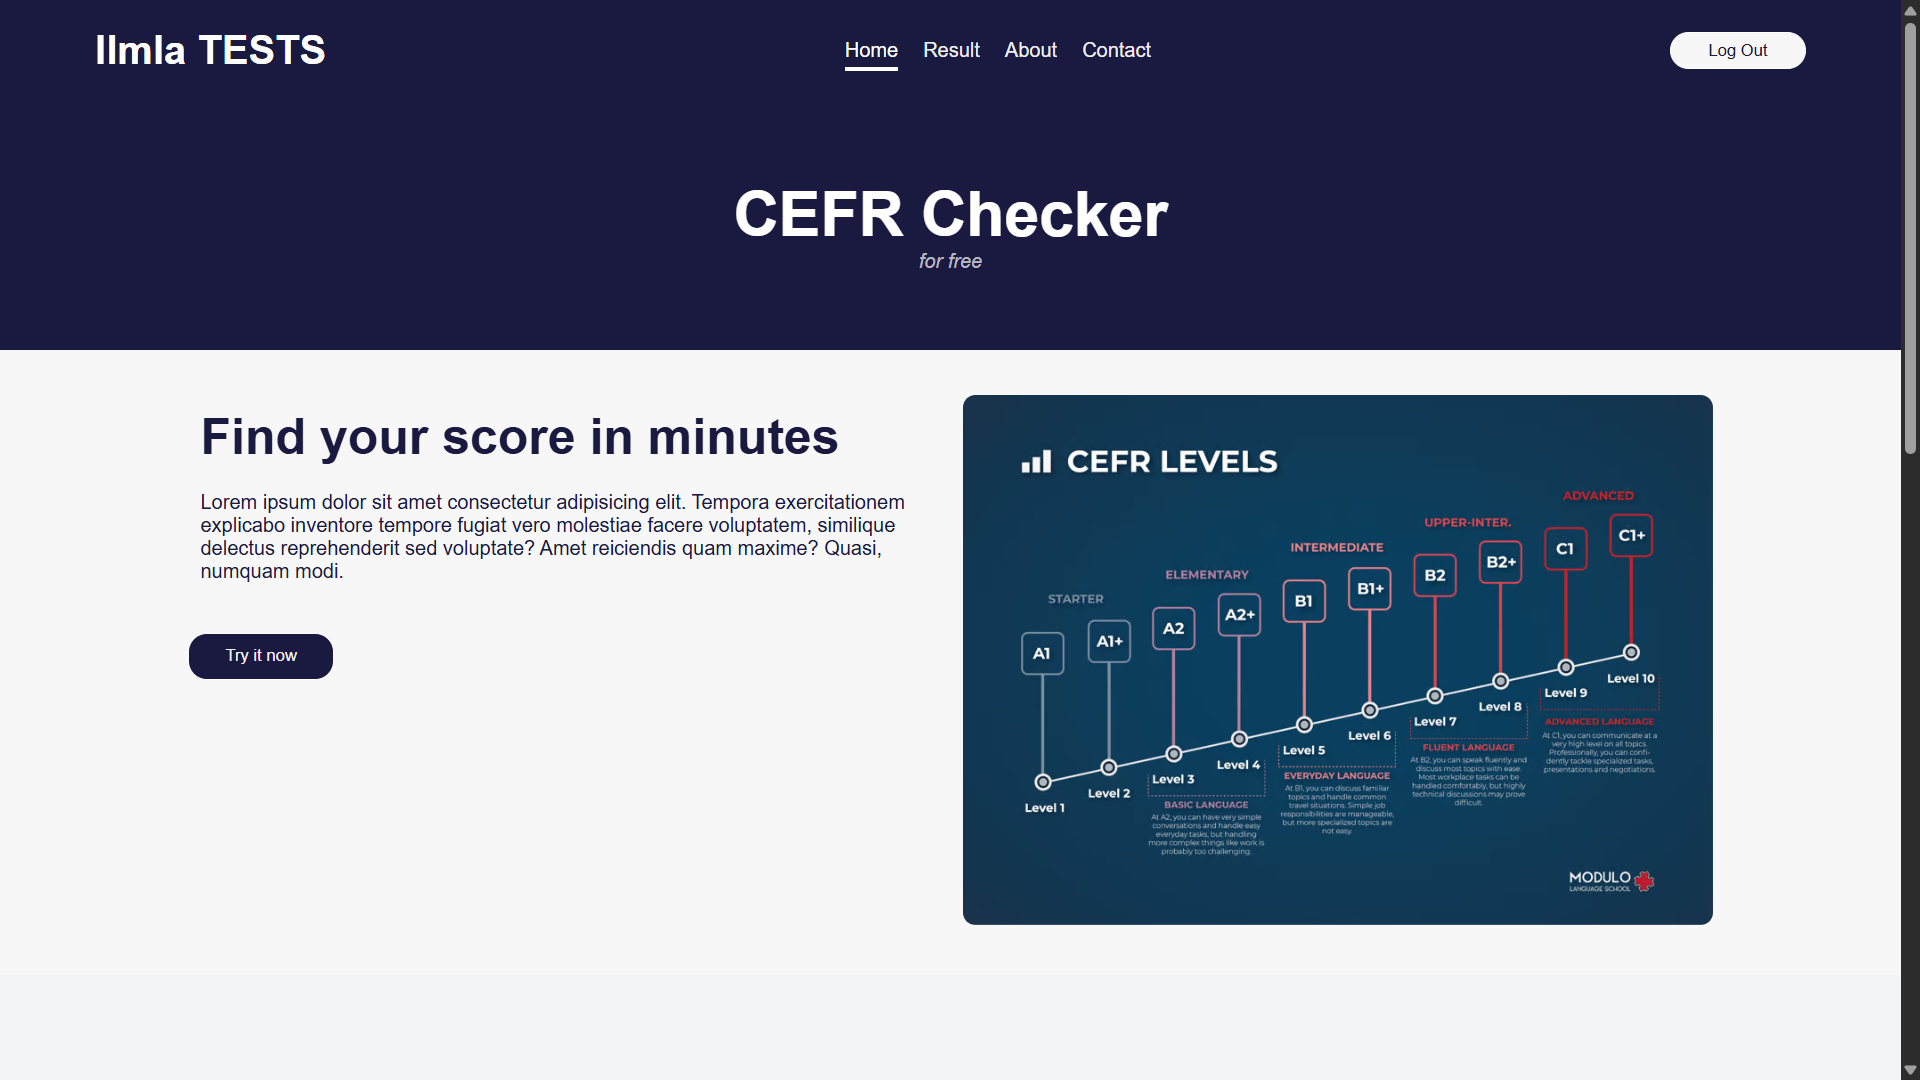 Ilmla TESTS
Home
Result
About
Contact
Log Out
CEFR Checker
for free
Find your score in minutes
Lorem ipsum dolor sit amet consectetur adipisicing elit. Tempora exercitationem
explicabo inventore tempore fugiat vero molestiae facere voluptatem, similique
delectus reprehenderit sed voluptate? Amet reiciendis quam maxime? Quasi,
numquam modi.
Try it now
CEFR LEVELS
STARTER
ELEMENTARY
INTERMEDIATE
UPPER-INTER.
ADVANCED
A1
A1+
A2
A2+
B1
B1+
B2
B2+
C1
C1+
Level 1
Level 2
Level 3
Level 4
Level 5
Level 6
Level 7
Level 8
Level 9
Level 10
BASIC LANGUAGE
At A2, you can have very simple
conversations and handle easy
everyday tasks, but handling
more complex things like work is
probably too challenging.
EVERYDAY LANGUAGE
At B1, you can discuss familiar
topics and handle common
travel situations. Simple job
responsibilities are manageable,
but more specialized topics are
not easy.
FLUENT LANGUAGE
At B2, you can speak fluently and
discuss most topics with ease.
Most workplace tasks can be
handled comfortably, but highly
technical discussions may prove
difficult.
ADVANCED LANGUAGE
At C1, you can communicate at a
very high level on all topics.
Professionally, you can confi-
dently tackle specialized tasks,
presentations and negotiations.
MODULO
LANGUAGE SCHOOL